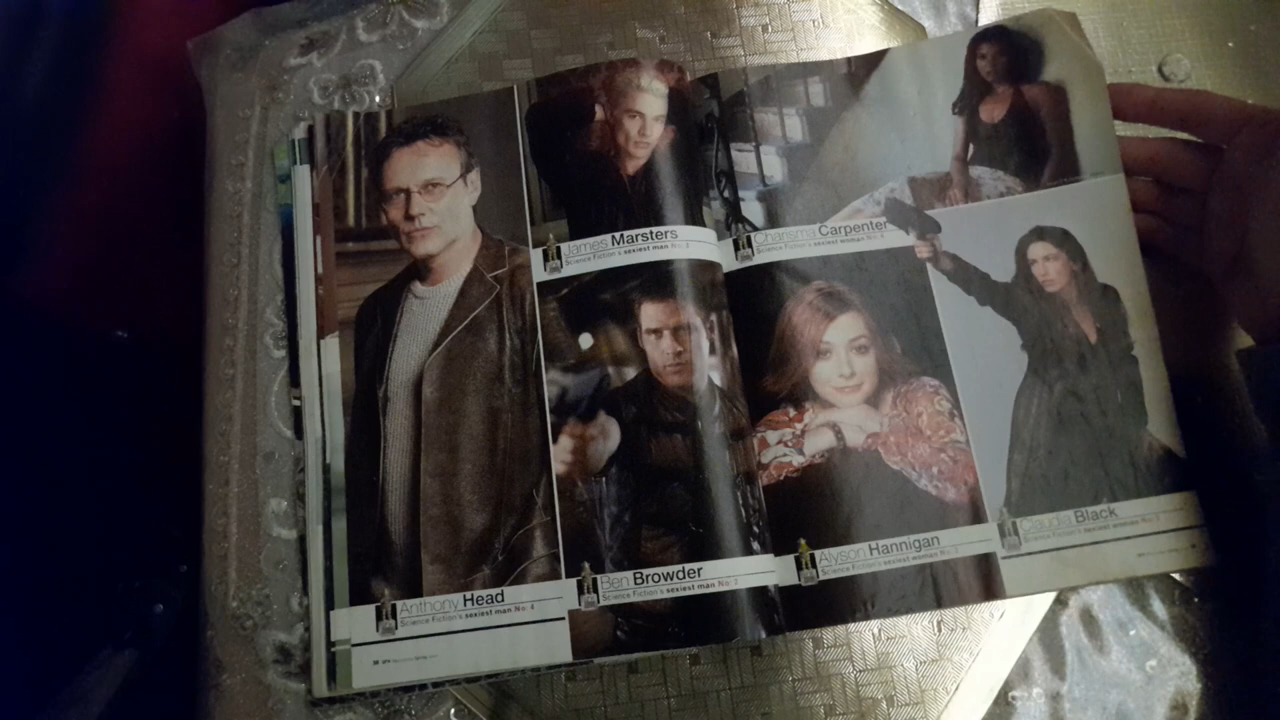 James Marsters
Science Fiction's sexiest man No: 3
Charisma Carpenter
Science Fiction's sexiest woman No: 4
Anthony Head
Science Fiction's sexiest man No: 4
Ben Browder
Science Fiction's sexiest man No: 2
Alyson Hannigan
Science Fiction's sexiest woman No:
Claudia Black
Science Fiction's sexiest woman No: